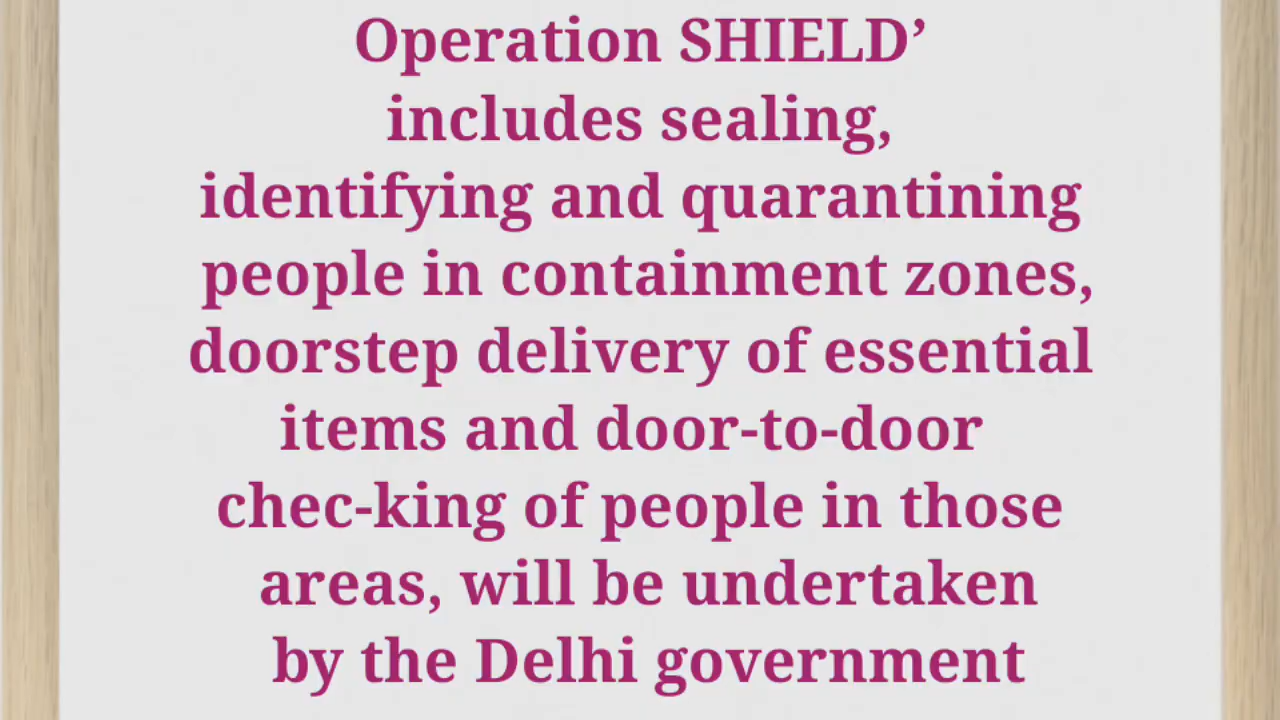 Operation SHIELD’
includes sealing,
identifying and quarantining
people in containment zones,
doorstep delivery of essential
items and door-to-door
chec-king of people in those
areas, will be undertaken
by the Delhi government